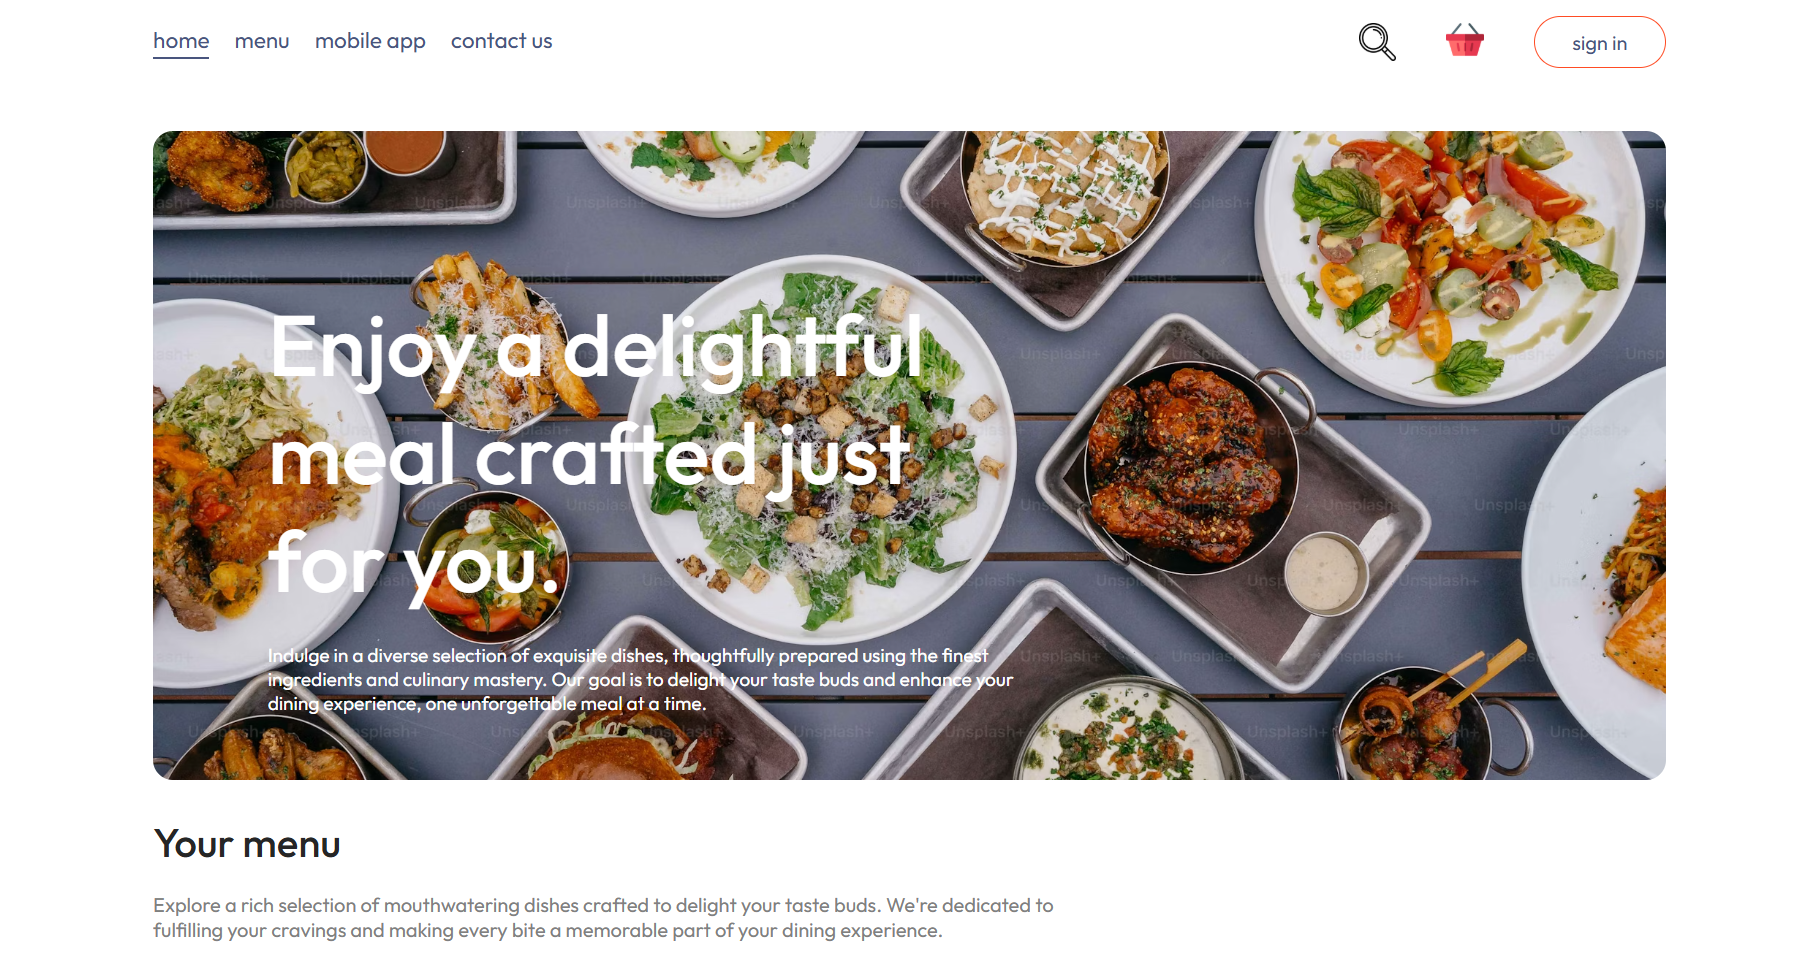 home menu mobile app contact us sign in
Enjoy a delightful
meal crafted just
for you.
Indulge in a diverse selection of exquisite dishes, thoughtfully prepared using the finest
ingredients and culinary mastery. Our goal is to delight your taste buds and enhance your
dining experience, one unforgettable meal at a time.
Unsplash+
Your menu
Explore a rich selection of mouthwatering dishes crafted to delight your taste buds. We're dedicated to
fulfilling your cravings and making every bite a memorable part of your dining experience.